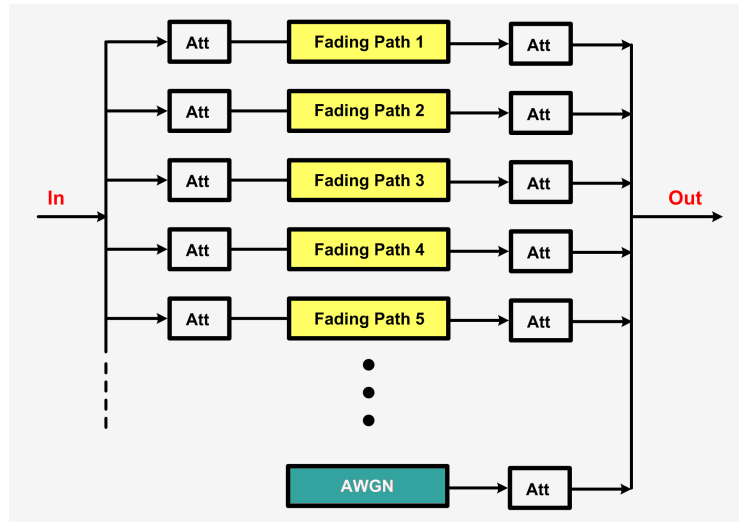 Att Fading Path 1 Att
Att Fading Path 2 Att
Att Fading Path 3 Att
In
Out
Att Fading Path 4 Att
Att Fading Path 5 Att
AWGN Att